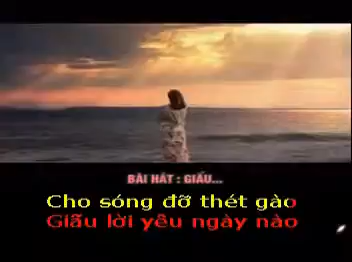 BÀI HÁT : GIẤU...
Cho sóng đỡ thét gào
Giấu lời yêu ngày nào